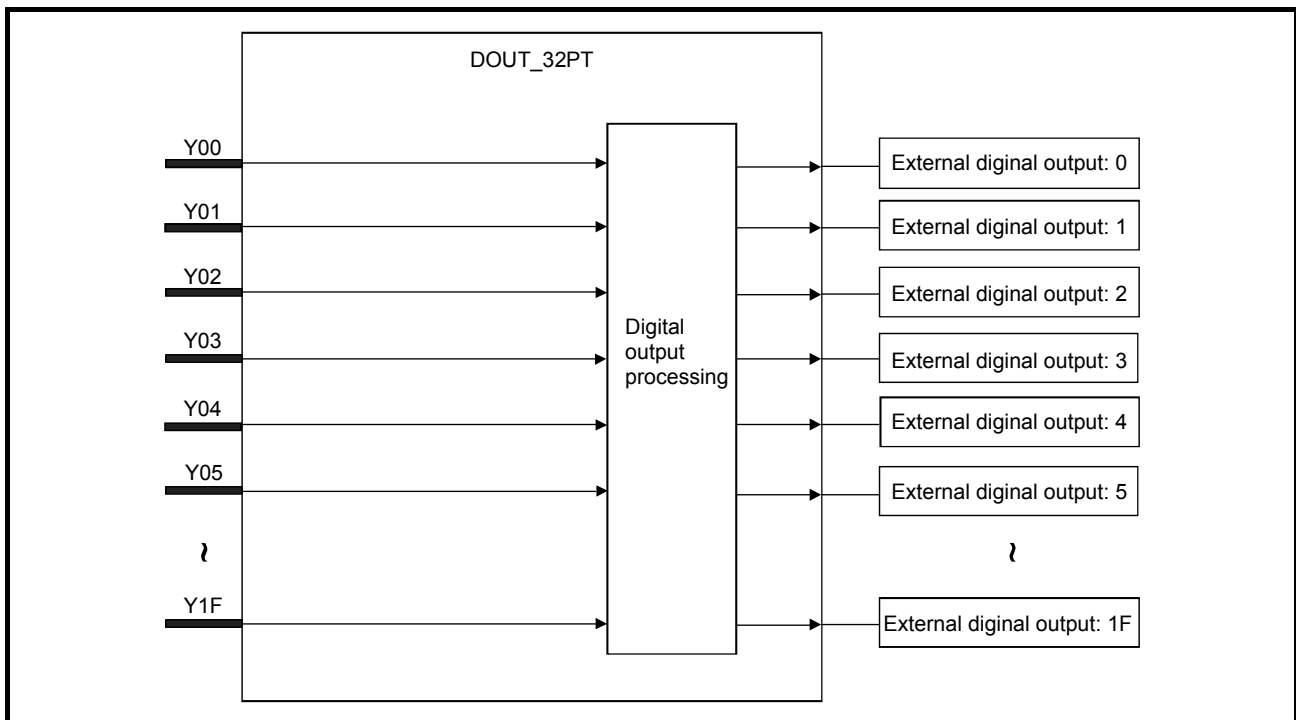 DOUT_32PT
Y00
External diginal output: 0
Y01
External diginal output: 1
Y02
External diginal output: 2
Y03
External diginal output: 3
Digital
output
processing
Y04
External diginal output: 4
Y05
External diginal output: 5
~
~
Y1F
External diginal output: 1F